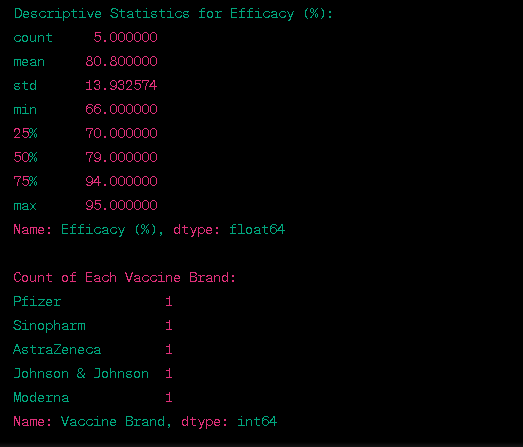 Descriptive Statistics for Efficacy (%):
count     5.000000
mean     80.800000
std      13.932574
min      66.000000
25%      70.000000
50%      79.000000
75%      94.000000
max      95.000000
Name: Efficacy (%), dtype: float64
Count of Each Vaccine Brand:
Pfizer             1
Sinopharm          1
AstraZeneca        1
Johnson & Johnson  1
Moderna            1
Name: Vaccine Brand, dtype: int64